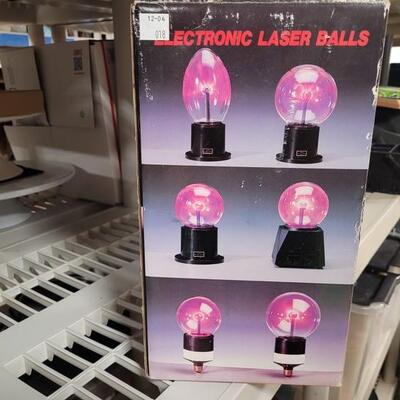 12-04
018
ELECTRONIC LASER BALLS